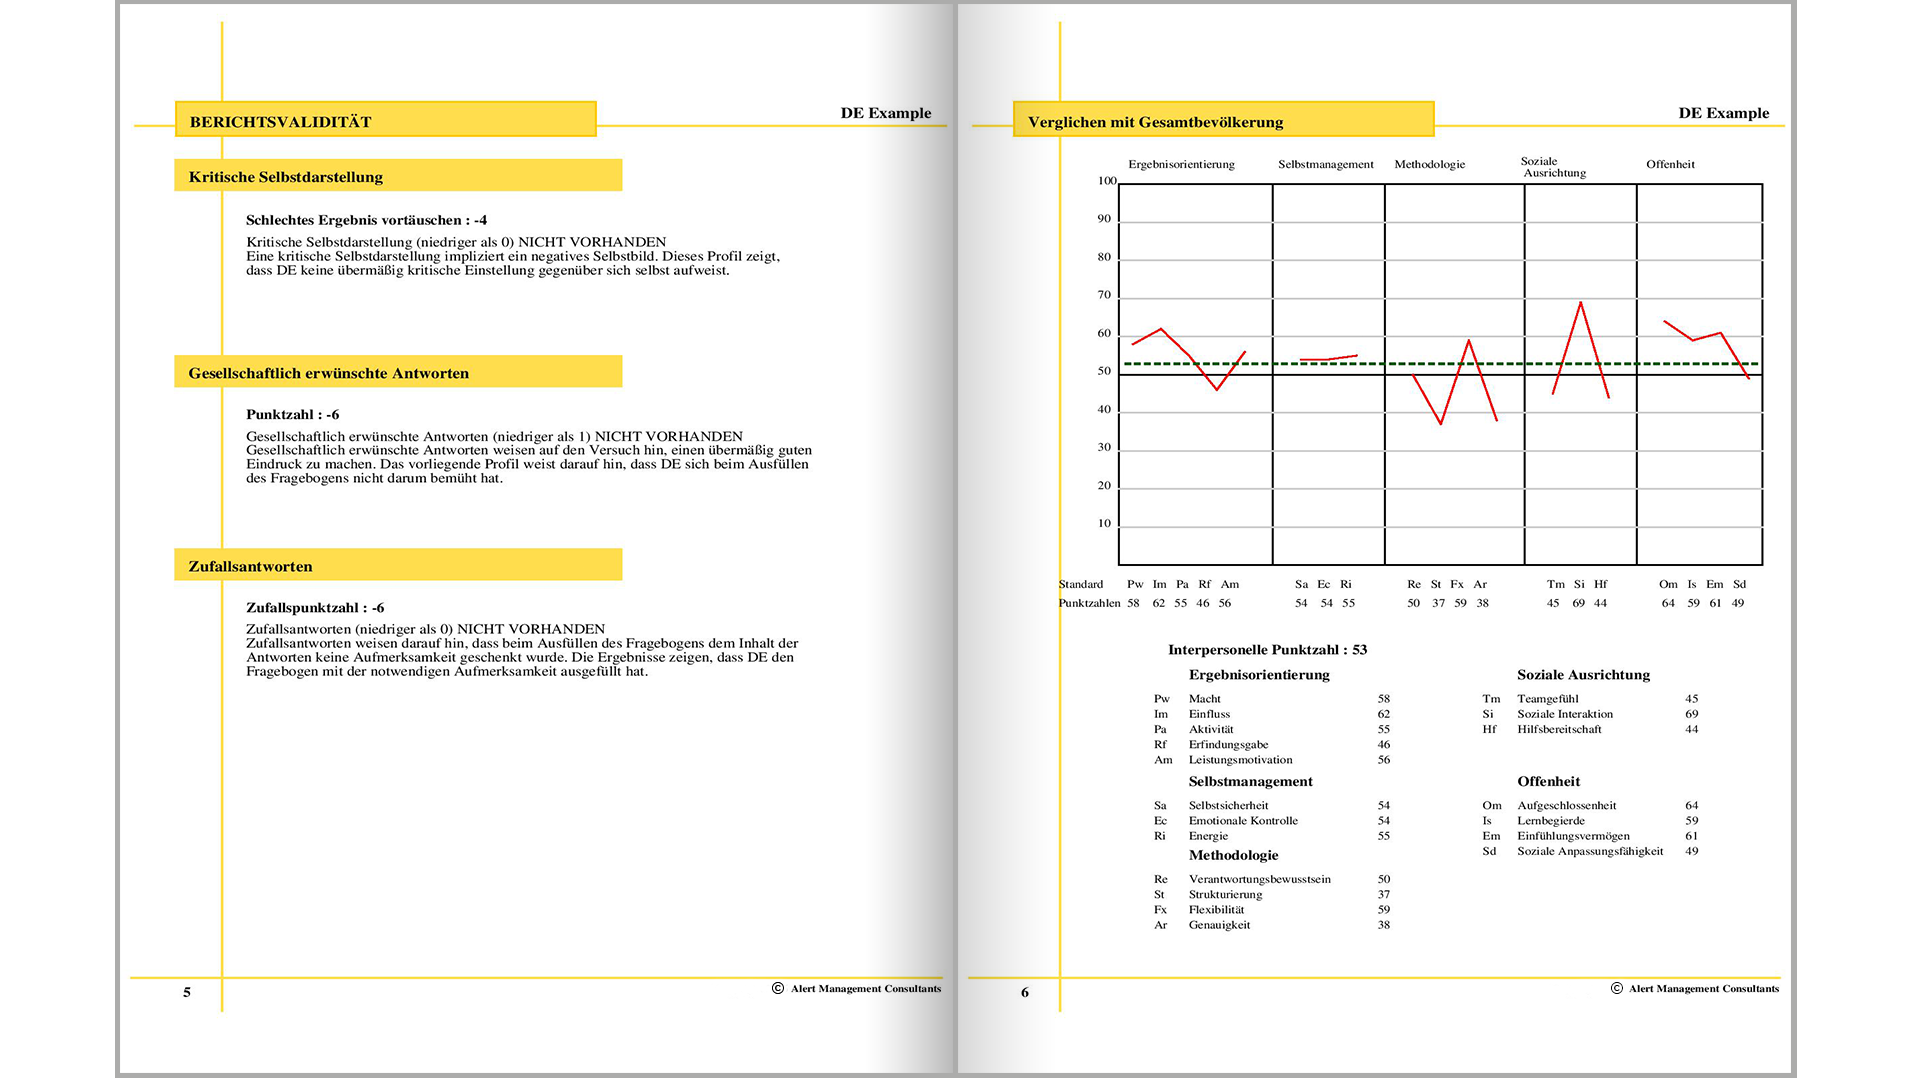 BERICHTSVALIDITÄT
DE Example
Kritische Selbstdarstellung
Schlechtes Ergebnis vortäuschen : -4
Kritische Selbstdarstellung (niedriger als 0) NICHT VORHANDEN
Eine kritische Selbstdarstellung impliziert ein negatives Selbstbild. Dieses Profil zeigt,
dass DE keine übermäßig kritische Einstellung gegenüber sich selbst aufweist.
Gesellschaftlich erwünschte Antworten
Punktzahl : -6
Gesellschaftlich erwünschte Antworten (niedriger als 1) NICHT VORHANDEN
Gesellschaftlich erwünschte Antworten weisen auf den Versuch hin, einen übermäßig guten
Eindruck zu machen. Das vorliegende Profil weist darauf hin, dass DE sich beim Ausfüllen
des Fragebogens nicht darum bemüht hat.
Zufallsantworten
Zufallspunktzahl : -6
Zufallsantworten (niedriger als 0) NICHT VORHANDEN
Zufallsantworten weisen darauf hin, dass beim Ausfüllen des Fragebogens dem Inhalt der
Antworten keine Aufmerksamkeit geschenkt wurde. Die Ergebnisse zeigen, dass DE den
Fragebogen mit der notwendigen Aufmerksamkeit ausgefüllt hat.
5
© Alert Management Consultants
Verglichen mit Gesamtbevölkerung
DE Example
Ergebnisorientierung Selbstmanagement Methodologie Soziale Ausrichtung Offenheit
100
90
80
70
60
50
40
30
20
10
Standard Pw Im Pa Rf Am Sa Ec Ri Re St Fx Ar Tm Si Hf Om Is Em Sd
Punktzahlen 58 62 55 46 56 54 54 55 50 37 59 38 45 69 44 64 59 61 49
Interpersonelle Punktzahl : 53
Ergebnisorientierung
Pw Macht 58
Im Einfluss 62
Pa Aktivität 55
Rf Erfindungsgabe 46
Am Leistungsmotivation 56
Selbstmanagement
Sa Selbstsicherheit 54
Ec Emotionale Kontrolle 54
Ri Energie 55
Methodologie
Re Verantwortungsbewusstsein 50
St Strukturierung 37
Fx Flexibilität 59
Ar Genauigkeit 38
Soziale Ausrichtung
Tm Teamgefühl 45
Si Soziale Interaktion 69
Hf Hilfsbereitschaft 44
Offenheit
Om Aufgeschlossenheit 64
Is Lernbegierde 59
Em Einfühlungsvermögen 61
Sd Soziale Anpassungsfähigkeit 49
6
© Alert Management Consultants